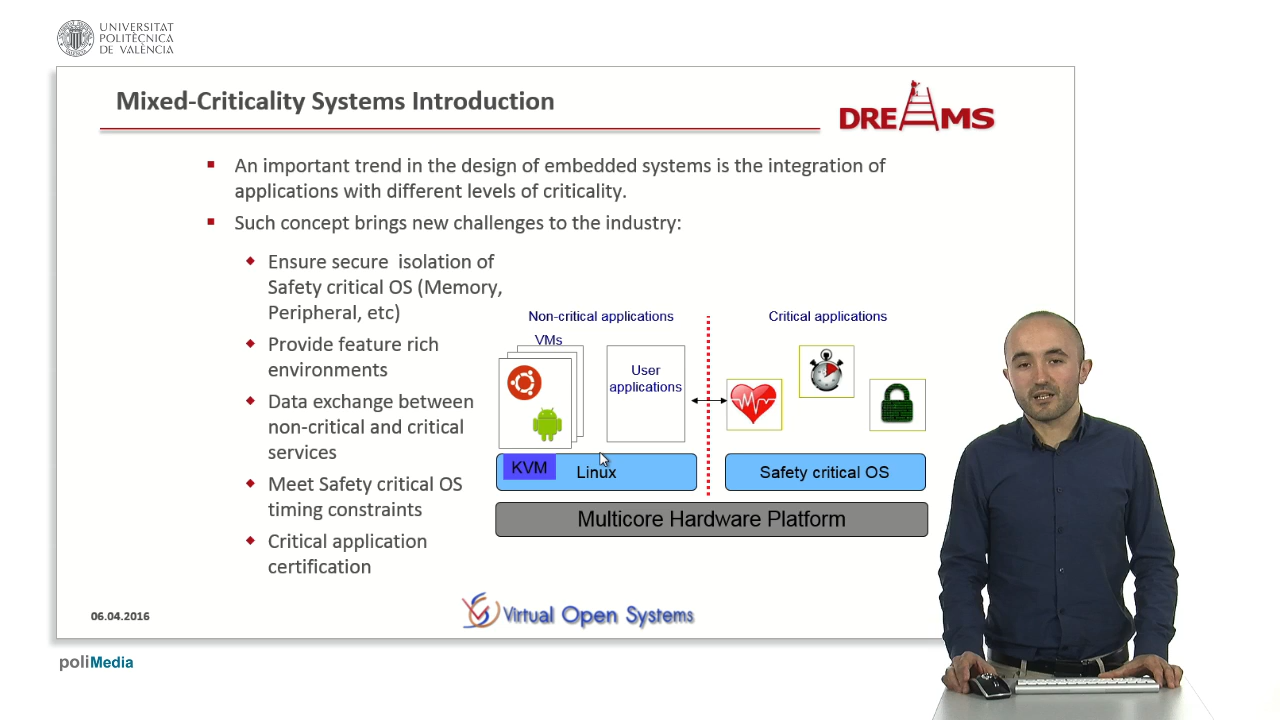 UNIVERSITAT
POLITÈCNICA
DE VALÈNCIA
Mixed-Criticality Systems Introduction
DREAMS
An important trend in the design of embedded systems is the integration of
applications with different levels of criticality.
Such concept brings new challenges to the industry:
Ensure secure isolation of
Safety critical OS (Memory,
Peripheral, etc)
Provide feature rich
environments
Data exchange between
non-critical and critical
services
Meet Safety critical OS
timing constraints
Critical application
certification
Non-critical applications
Critical applications
VMs
User
applications
KVM
Linux
Safety critical OS
Multicore Hardware Platform
06.04.2016
Virtual Open Systems
poliMedia